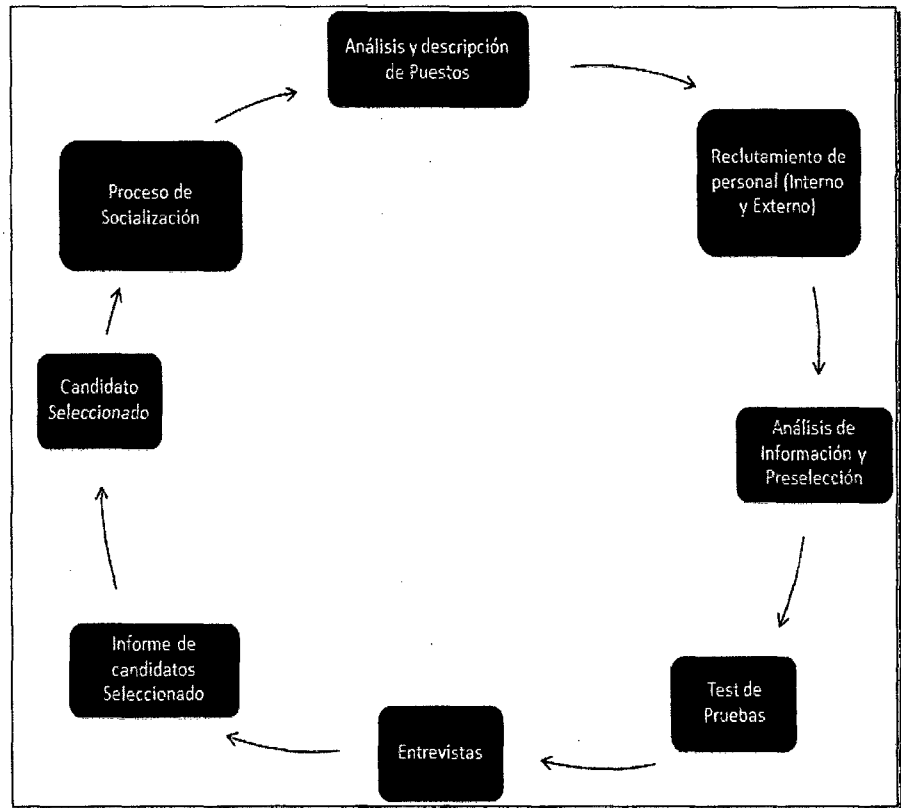 Análisis y descripción
de Puestos
Reclutamiento de
personal (Interno
y Externo)
Análisis de
Información y
Preselección
Test de
Pruebas
Entrevistas
Informe de
candidatos
Seleccionado
Candidato
Seleccionado
Proceso de
Socialización